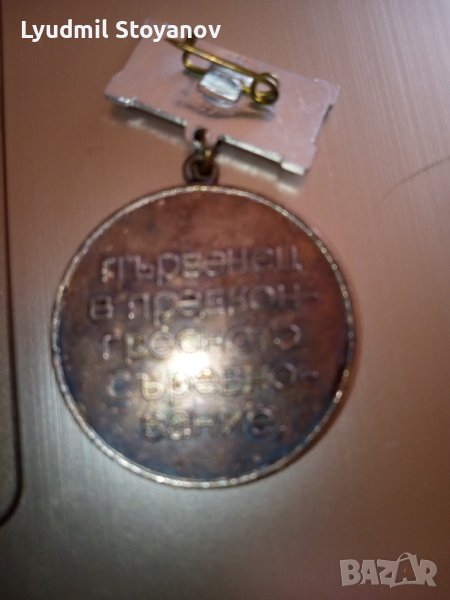 Lyudmil Stoyanov
първенец
в предкон-
гресното
съревно-
вание.
BAZAR